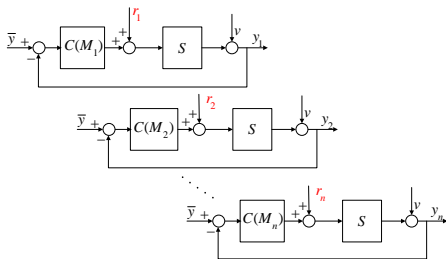 r₁
ȳ + − C(M₁) + + S v y₁
r₂
ȳ + − C(M₂) + + S v y₂
. . . . .
rₙ
ȳ + − C(Mₙ) + + S v yₙ